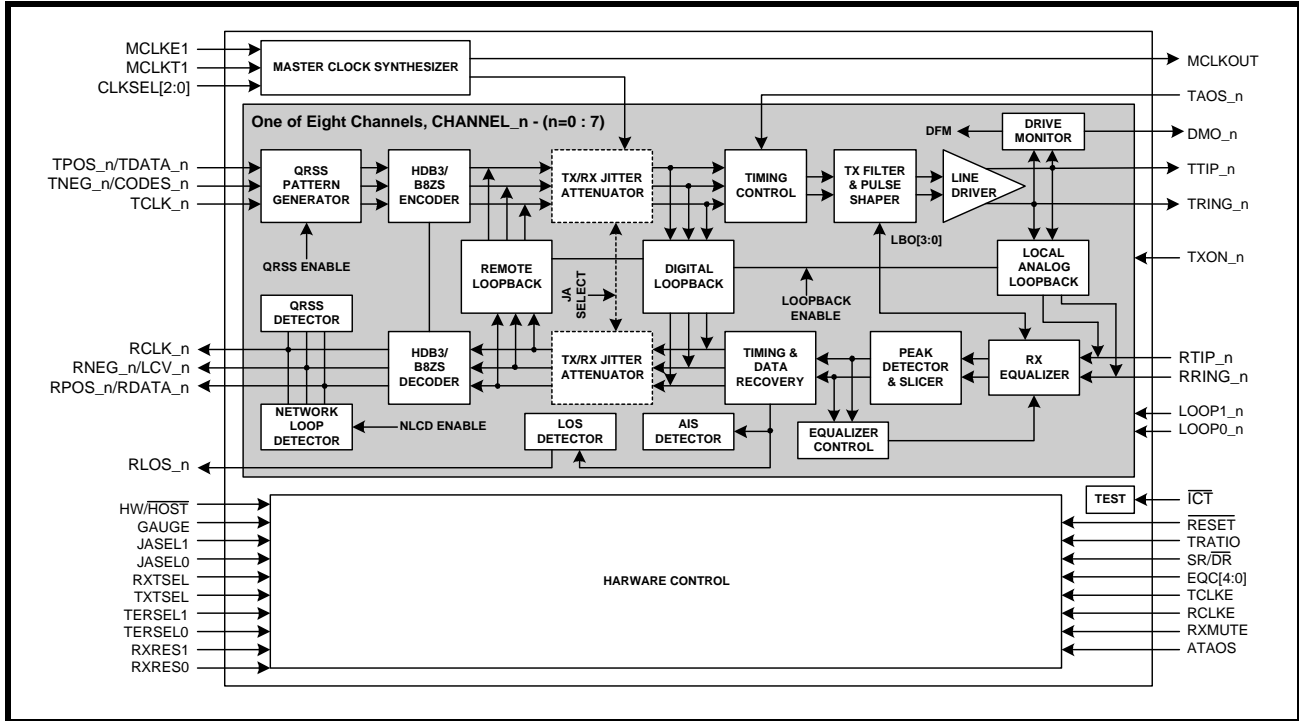 MCLKE1
MCLKT1
CLKSEL[2:0]
MASTER CLOCK SYNTHESIZER
MCLKOUT
TAOS_n
One of Eight Channels, CHANNEL_n - (n=0 : 7)
DFM
DRIVE
MONITOR
DMO_n
TPOS_n/TDATA_n
TNEG_n/CODES_n
TCLK_n
QRSS
PATTERN
GENERATOR
HDB3/
B8ZS
ENCODER
TX/RX JITTER
ATTENUATOR
TIMING
CONTROL
TX FILTER
& PULSE
SHAPER
LINE
DRIVER
TTIP_n
TRING_n
QRSS ENABLE
REMOTE
LOOPBACK
JA
SELECT
DIGITAL
LOOPBACK
LOOPBACK
ENABLE
LBO[3:0]
LOCAL
ANALOG
LOOPBACK
TXON_n
QRSS
DETECTOR
RCLK_n
RNEG_n/LCV_n
RPOS_n/RDATA_n
HDB3/
B8ZS
DECODER
TX/RX JITTER
ATTENUATOR
TIMING &
DATA
RECOVERY
PEAK
DETECTOR
& SLICER
RX
EQUALIZER
RTIP_n
RRING_n
NETWORK
LOOP
DETECTOR
NLCD ENABLE
LOS
DETECTOR
AIS
DETECTOR
EQUALIZER
CONTROL
LOOP1_n
LOOP0_n
RLOS_n
TEST
ICT
HW/HOST
GAUGE
JASEL1
JASEL0
RXTSEL
TXTSEL
TERSEL1
TERSEL0
RXRES1
RXRES0
HARWARE CONTROL
RESET
TRATIO
SR/DR
EQC[4:0]
TCLKE
RCLKE
RXMUTE
ATAOS